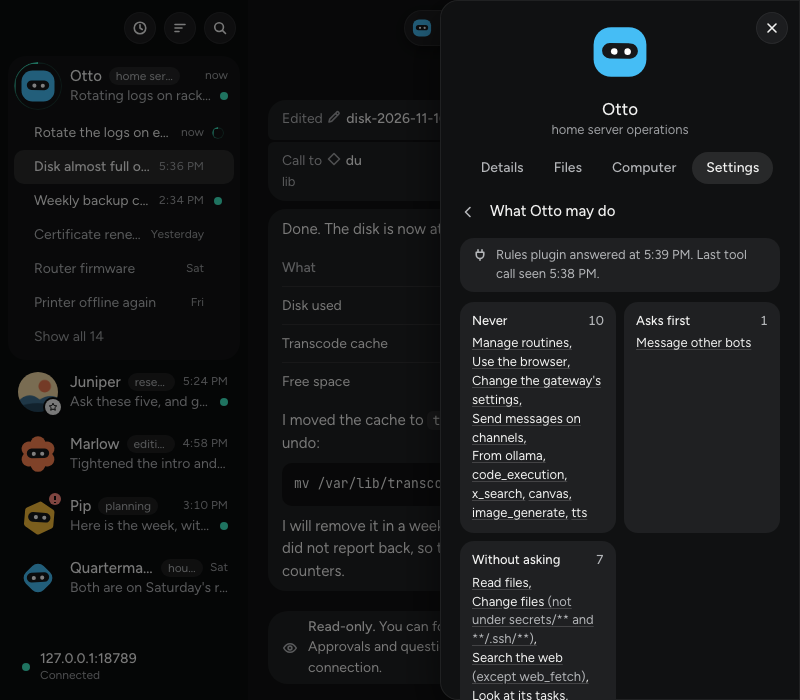 Otto
home ser...
now
Rotating logs on rack...
Rotate the logs on e...
now
Disk almost full o...
5:36 PM
Weekly backup c...
2:34 PM
Certificate rene...
Yesterday
Router firmware
Sat
Printer offline again
Fri
Show all 14
Juniper
rese...
5:24 PM
Ask these five, and g...
Marlow
editi...
4:58 PM
Tightened the intro and...
Pip
planning
3:10 PM
Here is the week, wit...
Quarterma...
hou...
Sat
Both are on Saturday's r...
127.0.0.1:18789
Connected
Edited
disk-2026-11-1
Call to
du
lib
Done. The disk is now at
What
Disk used
Transcode cache
Free space
I moved the cache to
undo:
mv /var/lib/transco
I will remove it in a week
did not report back, so t
counters.
Read-only. You can fo
Approvals and questi
connection.
Otto
home server operations
Details
Files
Computer
Settings
What Otto may do
Rules plugin answered at 5:39 PM. Last tool
call seen 5:38 PM.
Never
10
Manage routines,
Use the browser,
Change the gateway's
settings,
Send messages on
channels,
From ollama,
code_execution,
x_search, canvas,
image_generate, tts
Asks first
1
Message other bots
Without asking
7
Read files,
Change files (not
under secrets/** and
**/.ssh/**),
Search the web
(except web_fetch),
Look at its tasks,